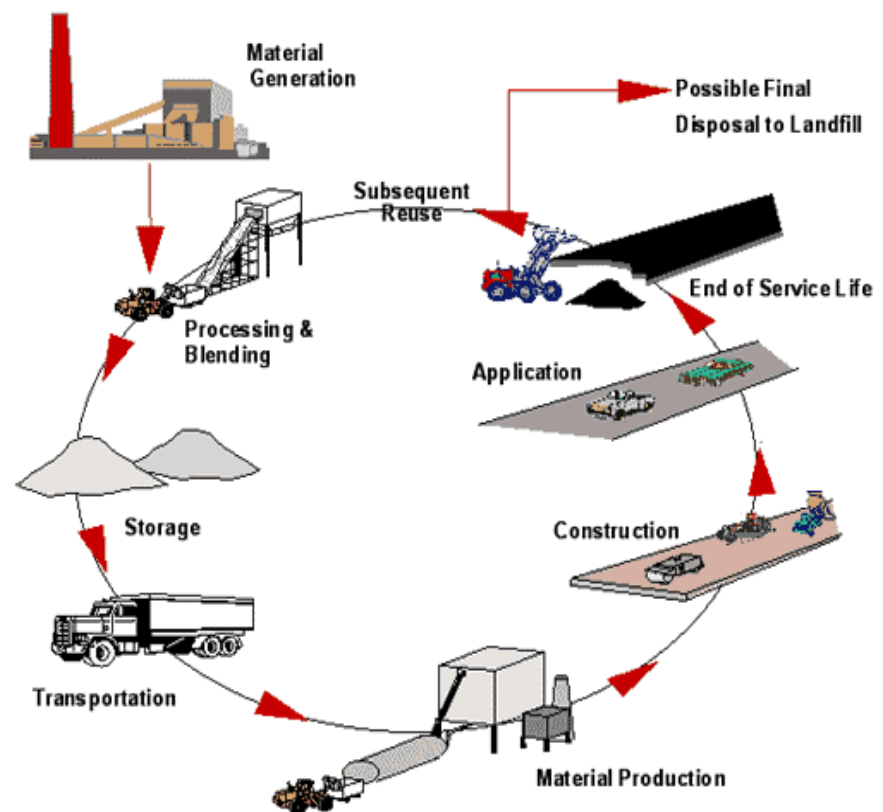 Material
Generation
Possible Final
Disposal to Landfill
Subsequent
Reuse
End of Service Life
Processing &
Blending
Application
Storage
Construction
Transportation
Material Production